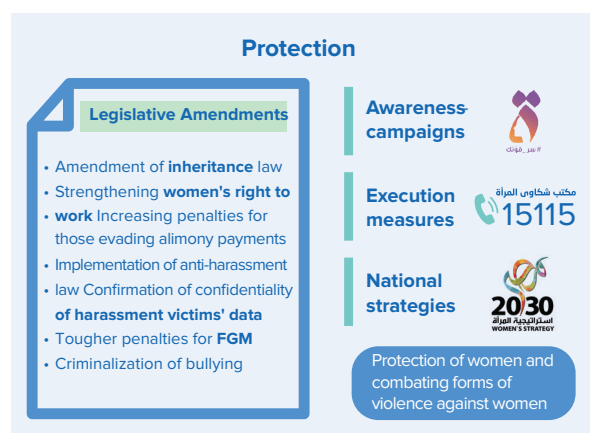 Protection
Legislative Amendments
• Amendment of inheritance law
• Strengthening women's right to
• work Increasing penalties for
those evading alimony payments
• Implementation of anti-harassment
• law Confirmation of confidentiality
of harassment victims' data
• Tougher penalties for FGM
• Criminalization of bullying
Awareness-
campaigns
#سر_قوتك
Execution
measures
مكتب شكاوى المرأة
15115
National
strategies
2030
استراتيجية المرأة
WOMEN'S STRATEGY
Protection of women and
combating forms of
violence against women